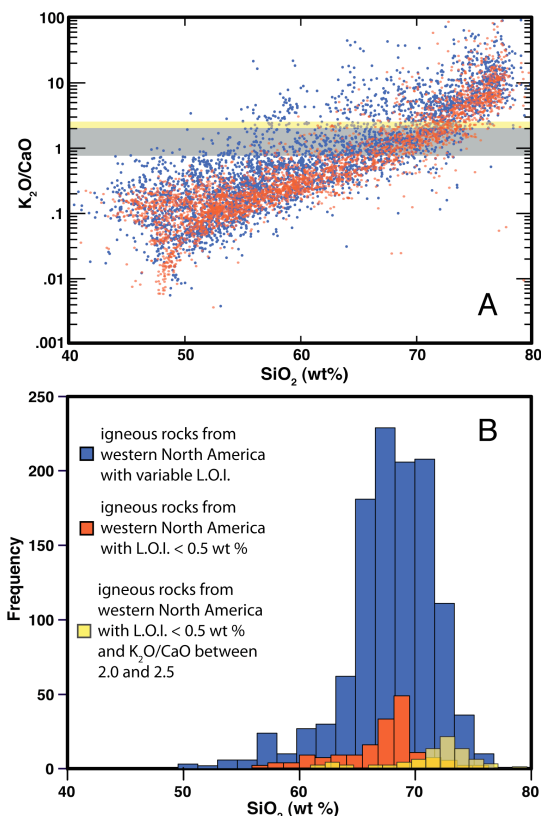 100
10
1
.1
.01
.001
K₂O/CaO
A
40 50 60 70 80
SiO₂ (wt%)
250
200
150
100
50
0
Frequency
B
igneous rocks from
western North America
with variable L.O.I.
igneous rocks from
western North America
with L.O.I. < 0.5 wt %
igneous rocks from
western North America
with L.O.I. < 0.5 wt %
and K₂O/CaO between
2.0 and 2.5
40 50 60 70 80
SiO₂ (wt %)